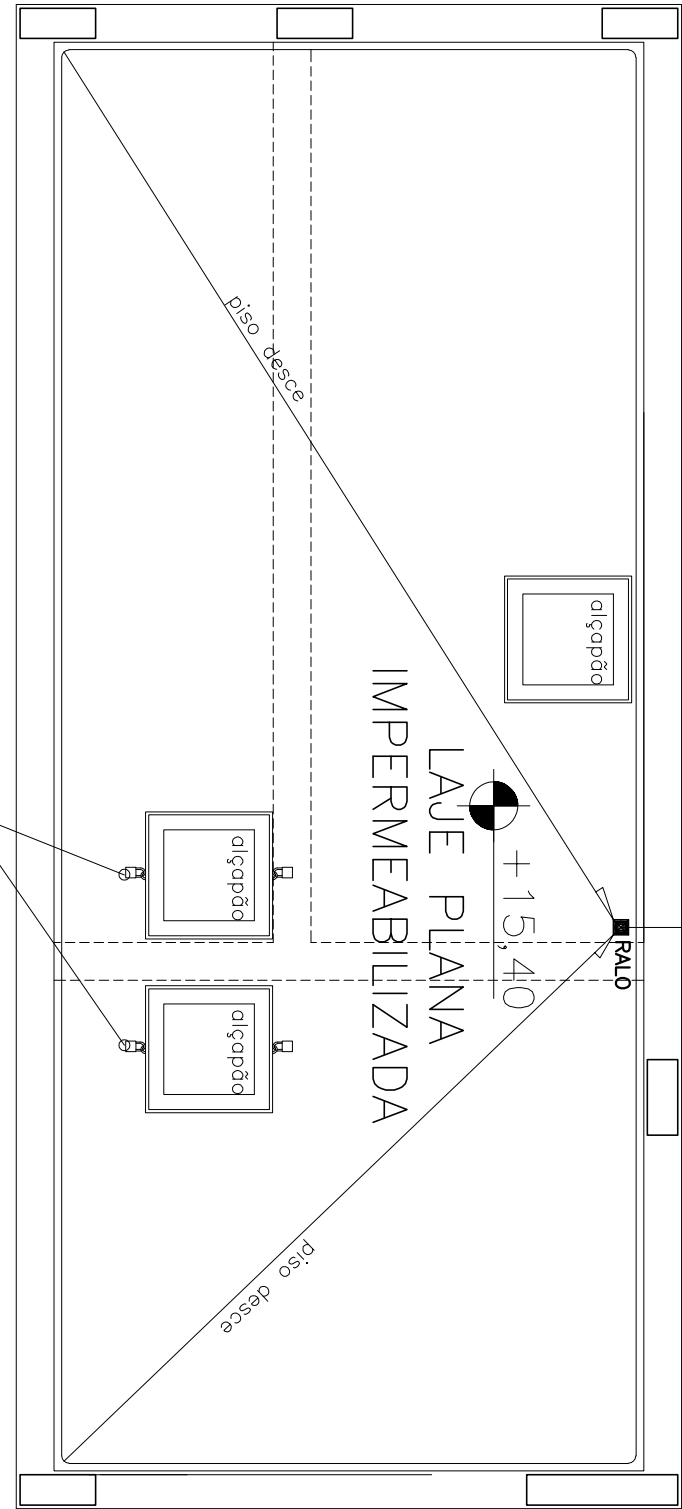 piso desce
alçapão
LAJE PLANA
IMPERMEABILIZADA
+15,40
RALO
alçapão
alçapão
piso desce